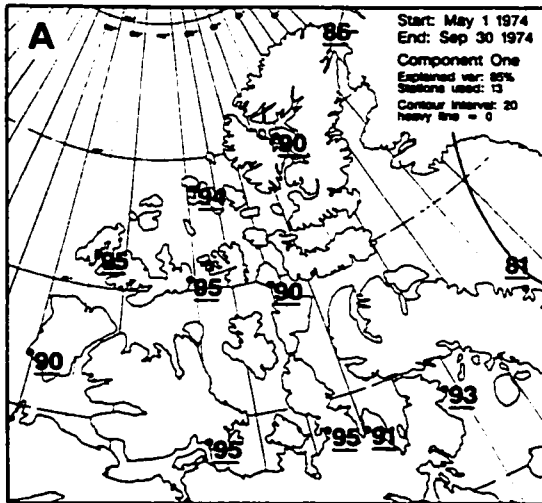 A
Start: May 1 1974
End: Sep 30 1974
Component One
Explained var: 85%
Stations used: 13
Contour interval: 20
heavy line = 0
86
90
94
95
95
90
81
90
93
95
95
91